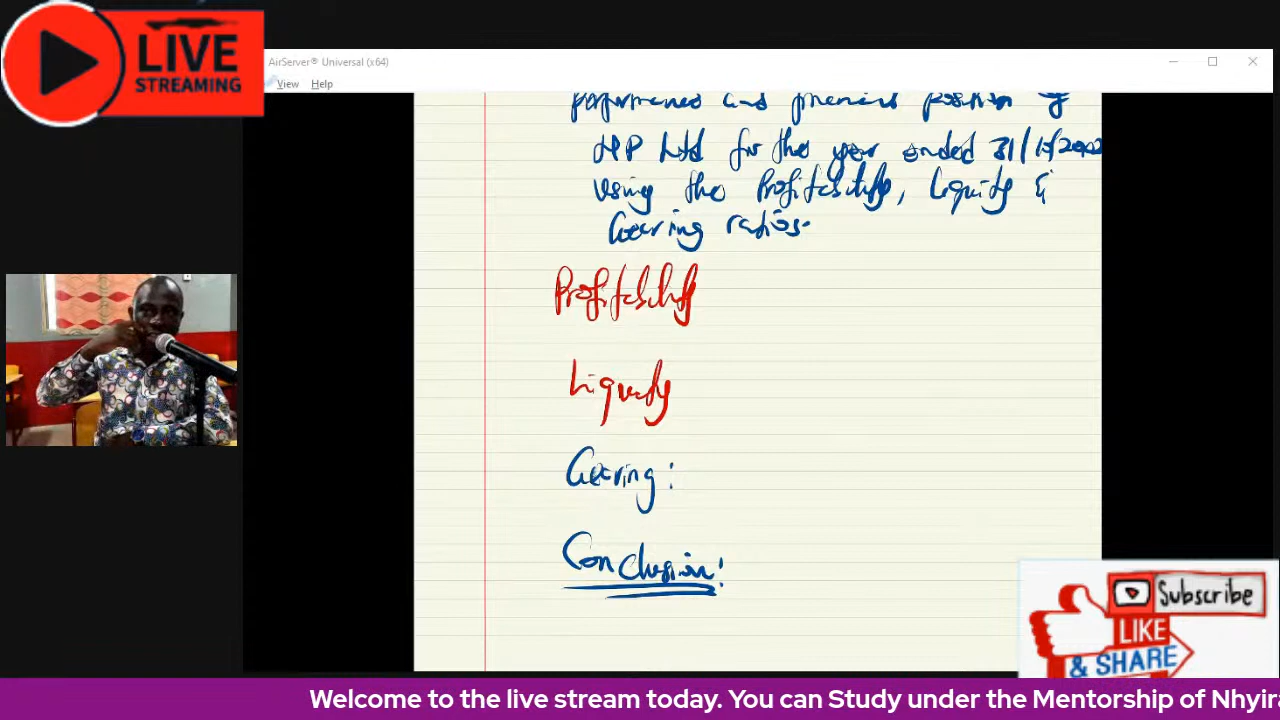 LIVE
STREAMING
AirServer® Universal (x64)
View Help
performance and financial position of
Ltd for the year ended 31/12/2002
using the Profitability, Liquidity &
Gearing ratios.
Profitability
Liquidity
Gearing:
Conclusion:
Subscribe
LIKE
& SHARE
Welcome to the live stream today. You can Study under the Mentorship of Nhyira